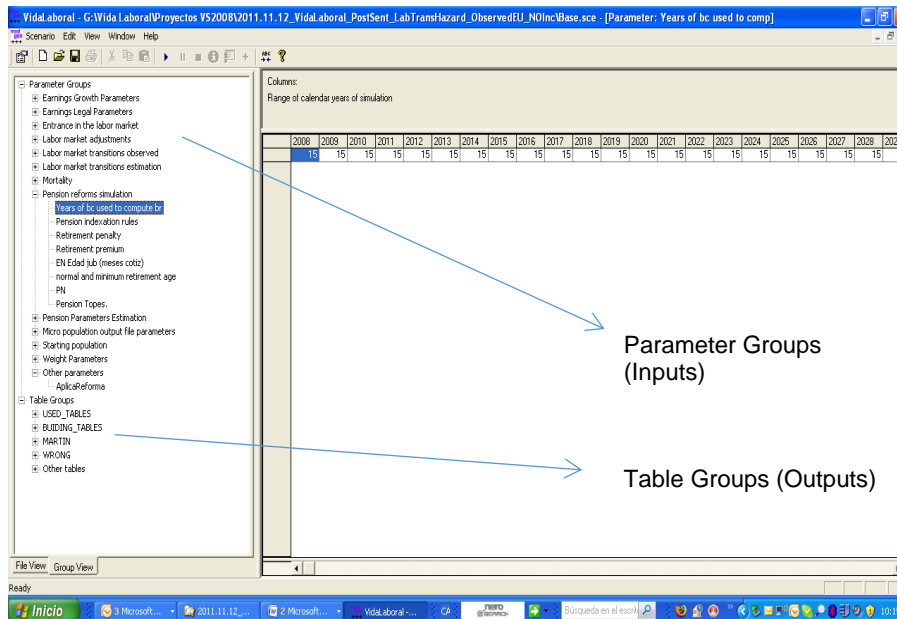 VidaLaboral - G:\Vida Laboral\Proyectos VS2008\2011.11.12_VidaLaboral_PostSent_LabTransHazard_ObservedEU_NOInc\Base.sce - [Parameter: Years of bc used to comp]
Scenario Edit View Window Help
Parameter Groups
Earnings Growth Parameters
Earnings Legal Parameters
Entrance in the labor market
Labor market adjustments
Labor market transitions observed
Labor market transitions estimation
Mortality
Pension reforms simulation
Years of bc used to compute br
Pension indexation rules
Retirement penalty
Retirement premium
EN Edad jub (meses cotiz)
normal and minimum retirement age
PN
Pension Topes.
Pension Parameters Estimation
Micro population output file parameters
Starting population
Weight Parameters
Other parameters
AplicaReforma
Table Groups
USED_TABLES
BUIDING_TABLES
MARTIN
WRONG
Other tables
File View Group View
Columns:
Range of calendar years of simulation
2008 2009 2010 2011 2012 2013 2014 2015 2016 2017 2018 2019 2020 2021 2022 2023 2024 2025 2026 2027 2028 202
15 15 15 15 15 15 15 15 15 15 15 15 15 15 15 15 15 15 15 15 15
Parameter Groups
(Inputs)
Table Groups (Outputs)
Ready
Inicio 3 Microsoft... 2011.11.12_... 2 Microsoft... VidaLaboral -... CA nero SEARCH Búsqueda en el escrit 10:1